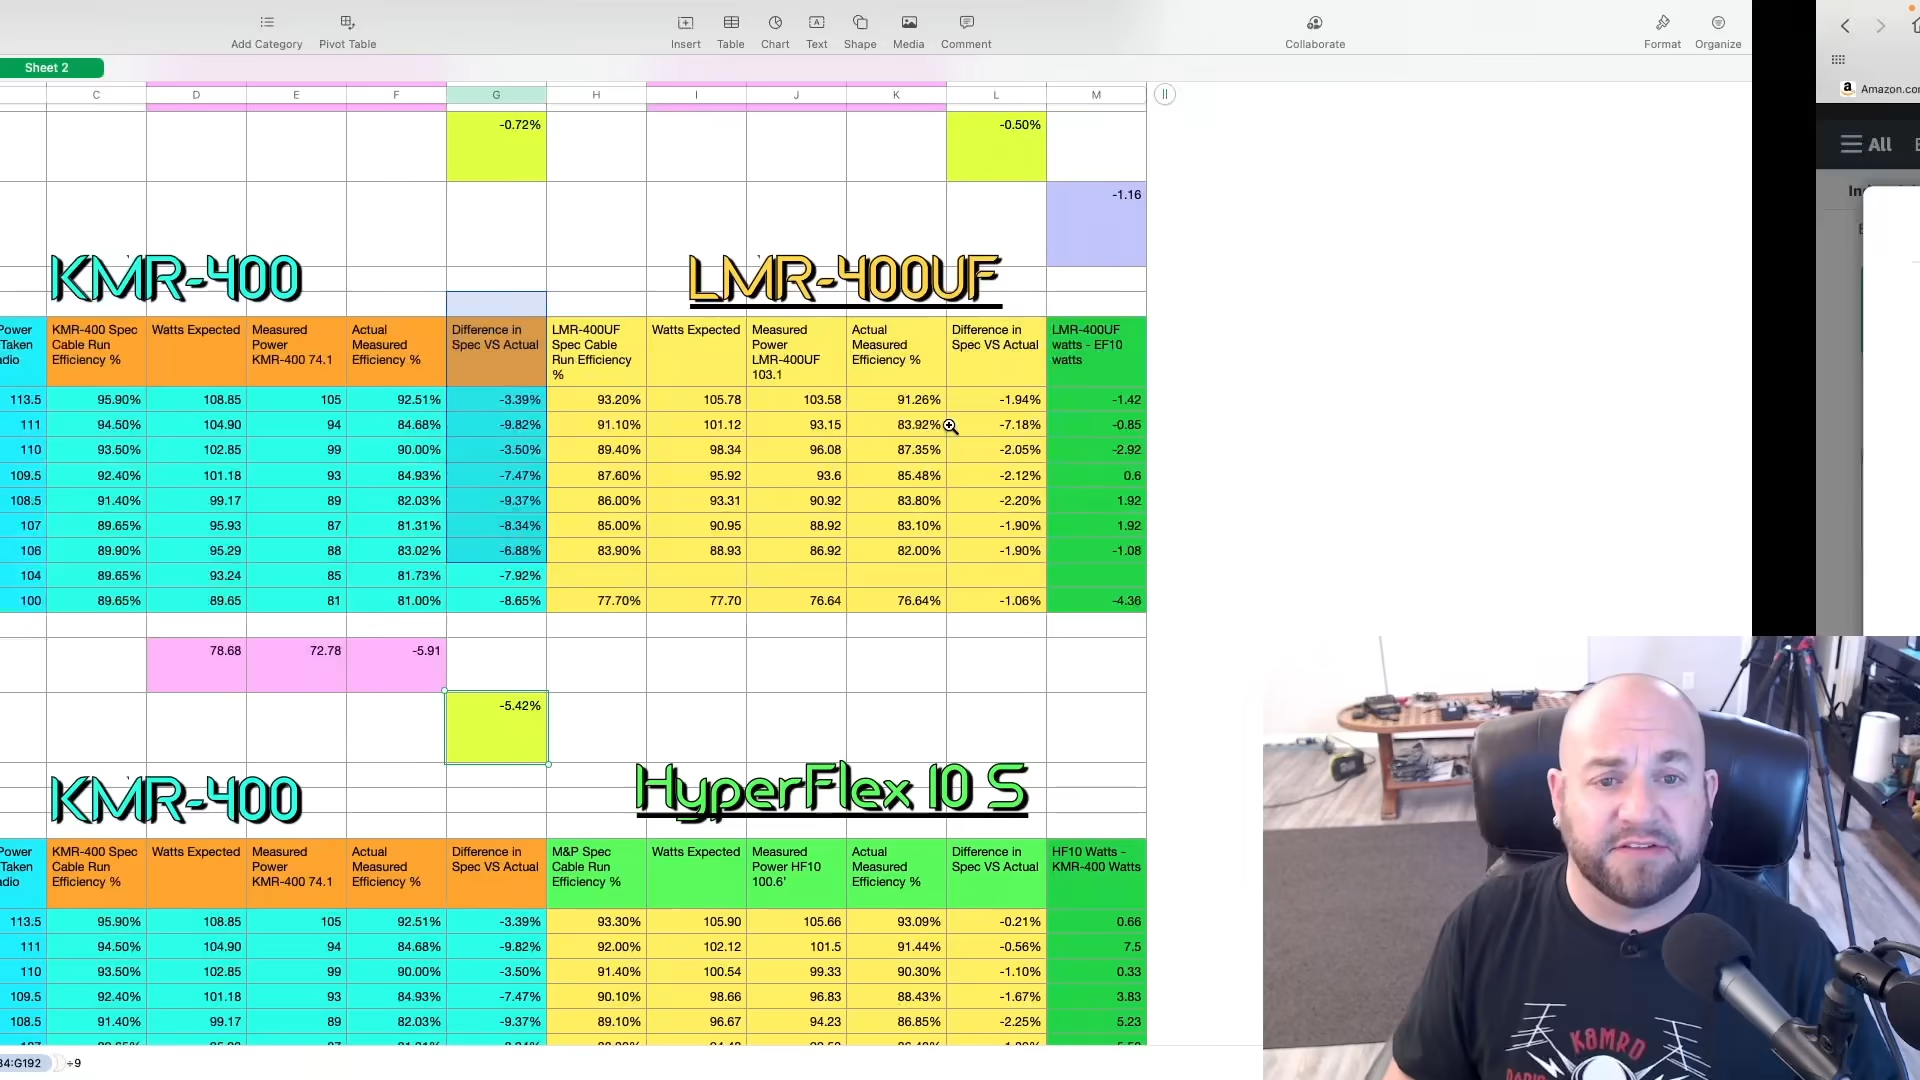 Add Category Pivot Table Insert Table Chart Text Shape Media Comment Collaborate Format Organize
Sheet 2
Amazon.co
All
C D E F G H I J K L M
-0.72% -0.50%
-1.16
KMR-400 LMR-400UF
Power Taken adio KMR-400 Spec Cable Run Efficiency % Watts Expected Measured Power KMR-400 74.1 Actual Measured Efficiency % Difference in Spec VS Actual LMR-400UF Spec Cable Run Efficiency % Watts Expected Measured Power LMR-400UF 103.1 Actual Measured Efficiency % Difference in Spec VS Actual LMR-400UF watts - EF10 watts
113.5 95.90% 108.85 105 92.51% -3.39% 93.20% 105.78 103.58 91.26% -1.94% -1.42
111 94.50% 104.90 94 84.68% -9.82% 91.10% 101.12 93.15 83.92% -7.18% -0.85
110 93.50% 102.85 99 90.00% -3.50% 89.40% 98.34 96.08 87.35% -2.05% -2.92
109.5 92.40% 101.18 93 84.93% -7.47% 87.60% 95.92 93.6 85.48% -2.12% 0.6
108.5 91.40% 99.17 89 82.03% -9.37% 86.00% 93.31 90.92 83.80% -2.20% 1.92
107 89.65% 95.93 87 81.31% -8.34% 85.00% 90.95 88.92 83.10% -1.90% 1.92
106 89.90% 95.29 88 83.02% -6.88% 83.90% 88.93 86.92 82.00% -1.90% -1.08
104 89.65% 93.24 85 81.73% -7.92%
100 89.65% 89.65 81 81.00% -8.65% 77.70% 77.70 76.64 76.64% -1.06% -4.36
78.68 72.78 -5.91
-5.42%
KMR-400 HyperFlex 10 S
Power Taken adio KMR-400 Spec Cable Run Efficiency % Watts Expected Measured Power KMR-400 74.1 Actual Measured Efficiency % Difference in Spec VS Actual M&P Spec Cable Run Efficiency % Watts Expected Measured Power HF10 100.6' Actual Measured Efficiency % Difference in Spec VS Actual HF10 Watts - KMR-400 Watts
113.5 95.90% 108.85 105 92.51% -3.39% 93.30% 105.90 105.66 93.09% -0.21% 0.66
111 94.50% 104.90 94 84.68% -9.82% 92.00% 102.12 101.5 91.44% -0.56% 7.5
110 93.50% 102.85 99 90.00% -3.50% 91.40% 100.54 99.33 90.30% -1.10% 0.33
109.5 92.40% 101.18 93 84.93% -7.47% 90.10% 98.66 96.83 88.43% -1.67% 3.83
108.5 91.40% 99.17 89 82.03% -9.37% 89.10% 96.67 94.23 86.85% -2.25% 5.23
4:G192 ÷9
K8MRD